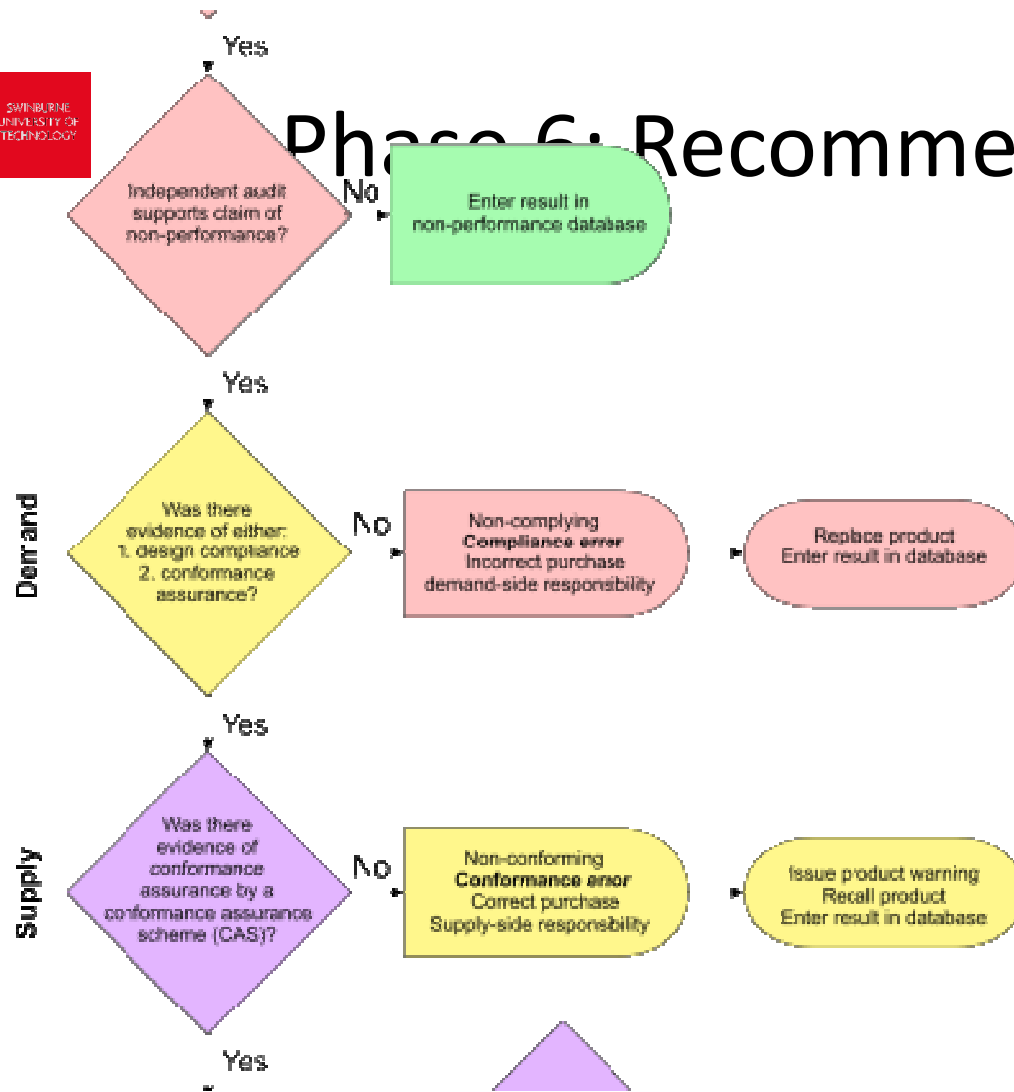 Yes
SWINBURNE
UNIVERSITY OF
TECHNOLOGY
Phase 6: Recomme
Independent audit
supports claim of
non-performance?
No
Enter result in
non-performance database
Yes
Demand
Was there
evidence of either:
1. design compliance
2. conformance
assurance?
No
Non-complying
Compliance error
Incorrect purchase
demand-side responsibility
Replace product
Enter result in database
Yes
Supply
Was there
evidence of
conformance
assurance by a
conformance assurance
scheme (CAS)?
No
Non-conforming
Conformance error
Correct purchase
Supply-side responsibility
Issue product warning
Recall product
Enter result in database
Yes